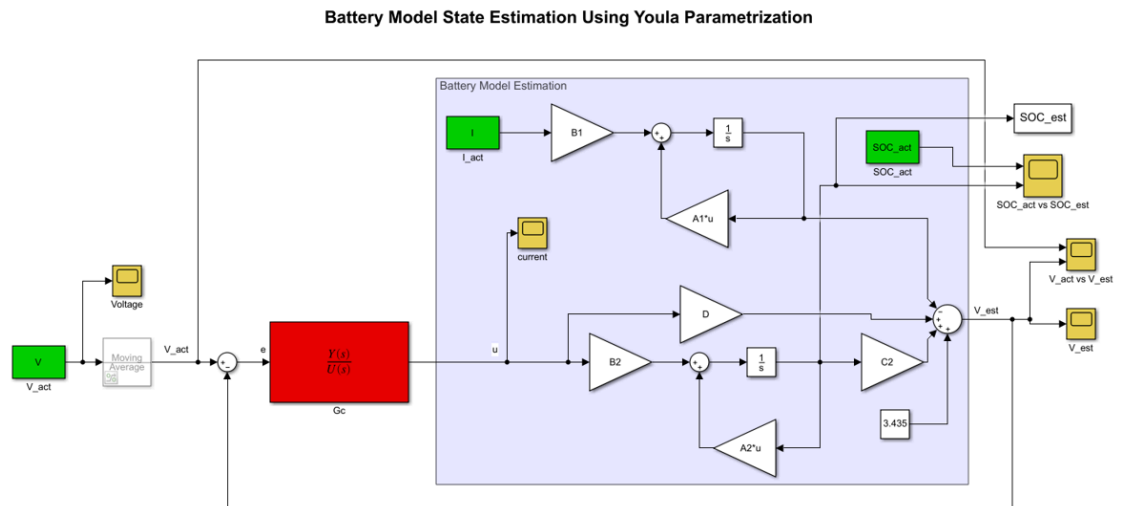 Battery Model State Estimation Using Youla Parametrization
Battery Model Estimation
I
I_act
B1
1
s
SOC_act
SOC_act
SOC_est
SOC_act vs SOC_est
A1*u
current
Voltage
V_act vs V_est
D
V_est
V_est
V
V_act
Moving
Average
V_act
e
Y(s)
U(s)
Gc
u
B2
1
s
C2
3.435
A2*u